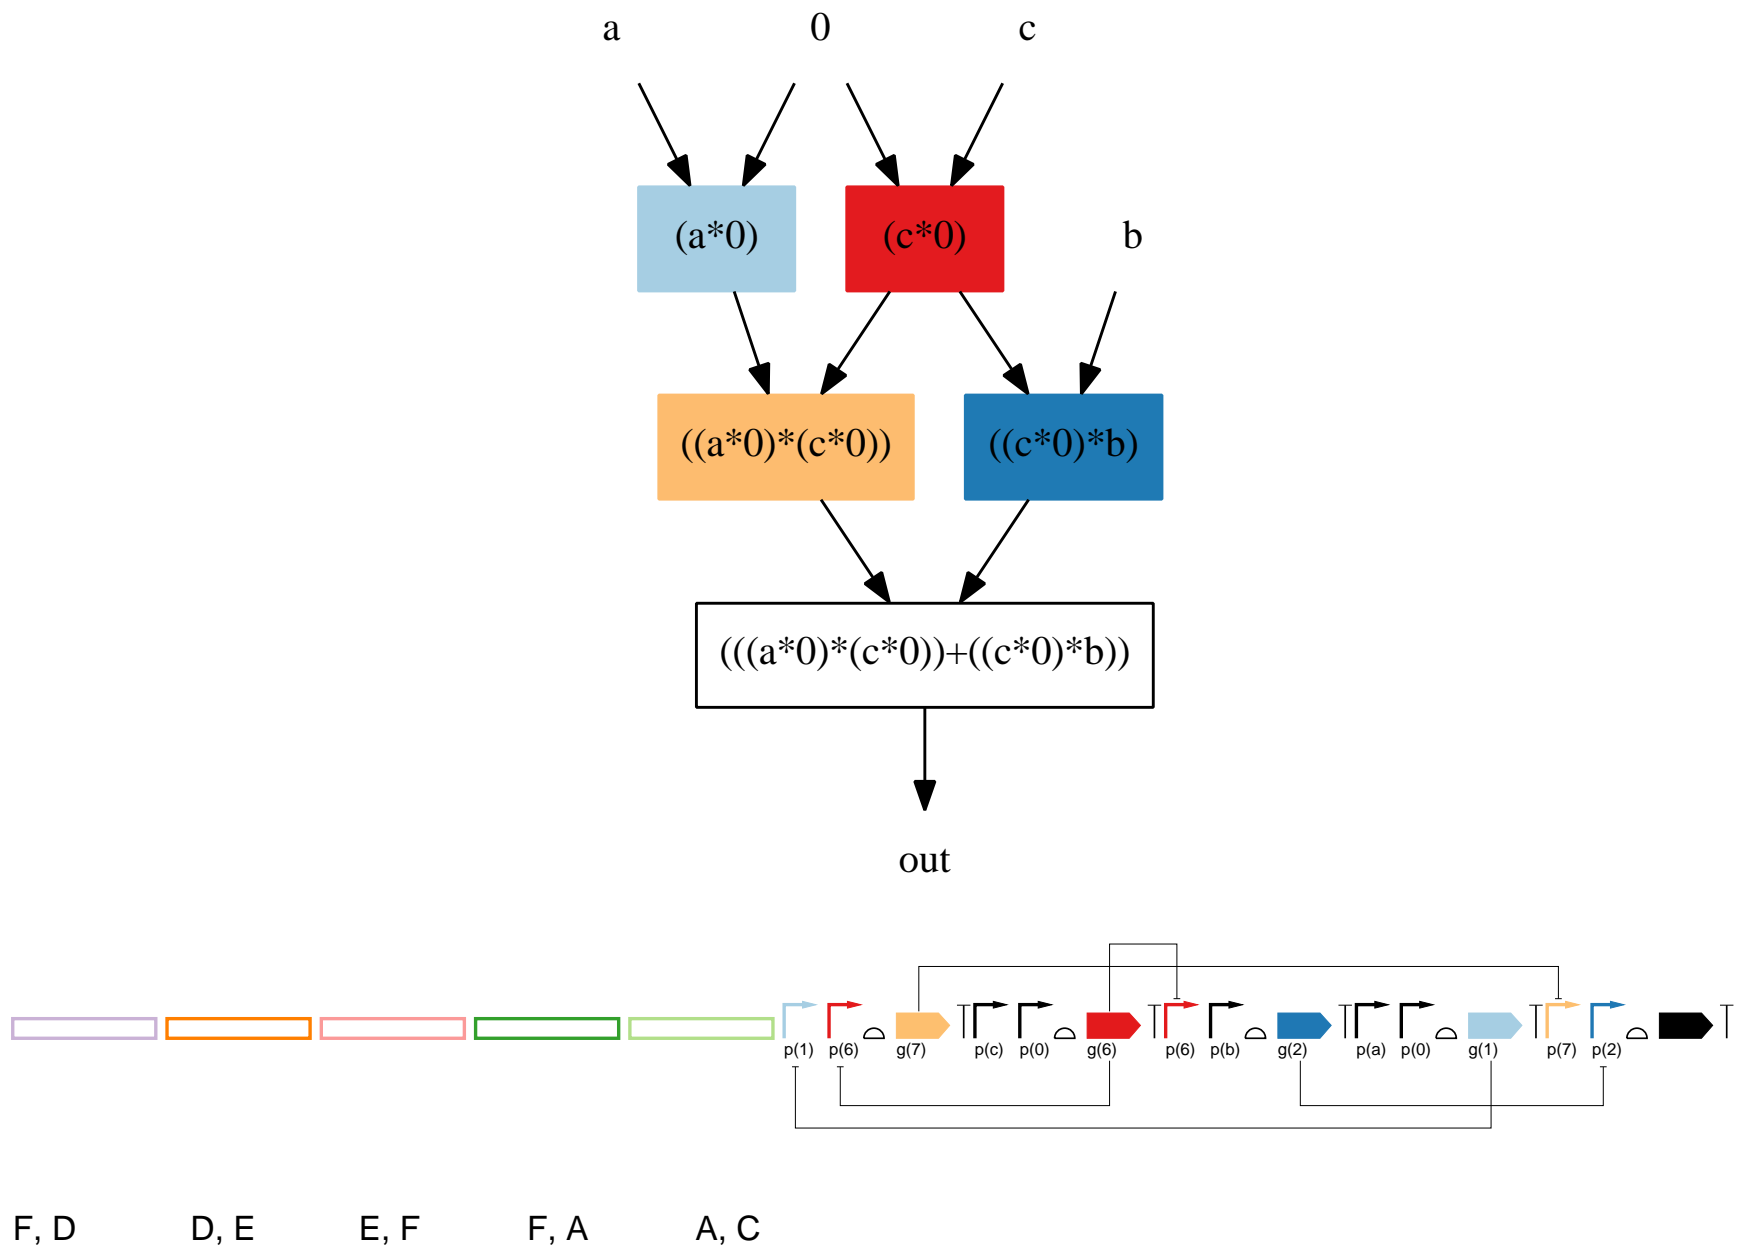 a 0 c
(a*0) (c*0) b
((a*0)*(c*0)) ((c*0)*b)
(((a*0)*(c*0))+((c*0)*b))
out
p(1) p(6) g(7) p(c) p(0) g(6) p(6) p(b) g(2) p(a) p(0) g(1) p(7) p(2)
F, D D, E E, F F, A A, C